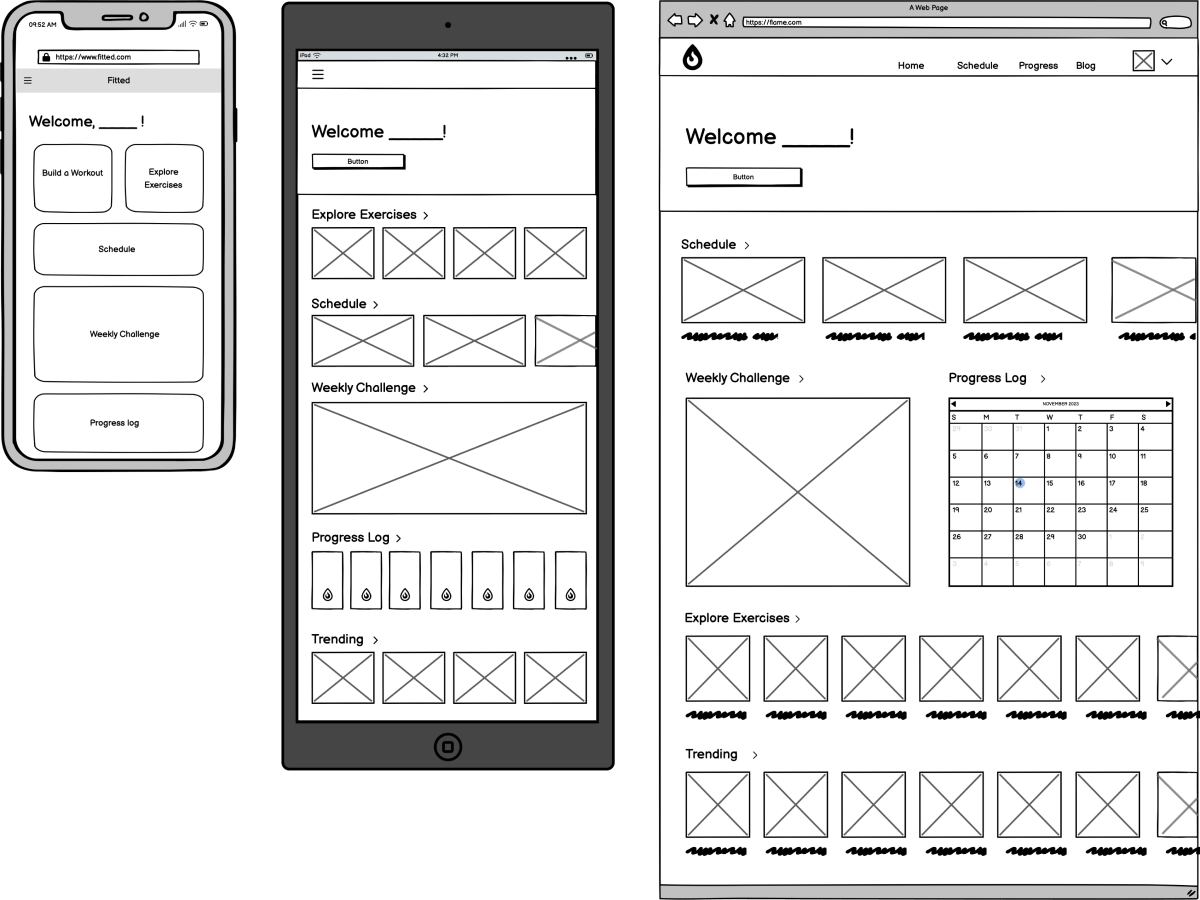 09:52 AM
https://www.fitted.com
Fitted
Welcome, _____ !
Build a Workout
Explore
Exercises
Schedule
Weekly Challenge
Progress log
iPad
4:32 PM
Welcome ______!
Button
Explore Exercises >
Schedule >
Weekly Challenge >
Progress Log >
Trending >
A Web Page
https://flame.com
Home Schedule Progress Blog
Welcome _______!
Button
Schedule >
Weekly Challenge >
Progress Log >
NOVEMBER 2023
S M T W T F S
29 30 31 1 2 3 4
5 6 7 8 9 10 11
12 13 14 15 16 17 18
19 20 21 22 23 24 25
26 27 28 29 30 1 2
3 4 5 6 7 8 9
Explore Exercises >
Trending >